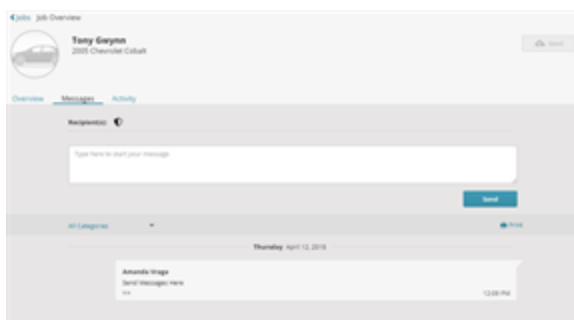 Jobs Job Overview
Tony Gwynn
2005 Chevrolet Cobalt
Send
Overview Messages Activity
Recipient(s):
Type here to start your message.
Send
All Categories
Print
Thursday April 12, 2018
Amanda Vraga
Send Messages Here
12:08 PM